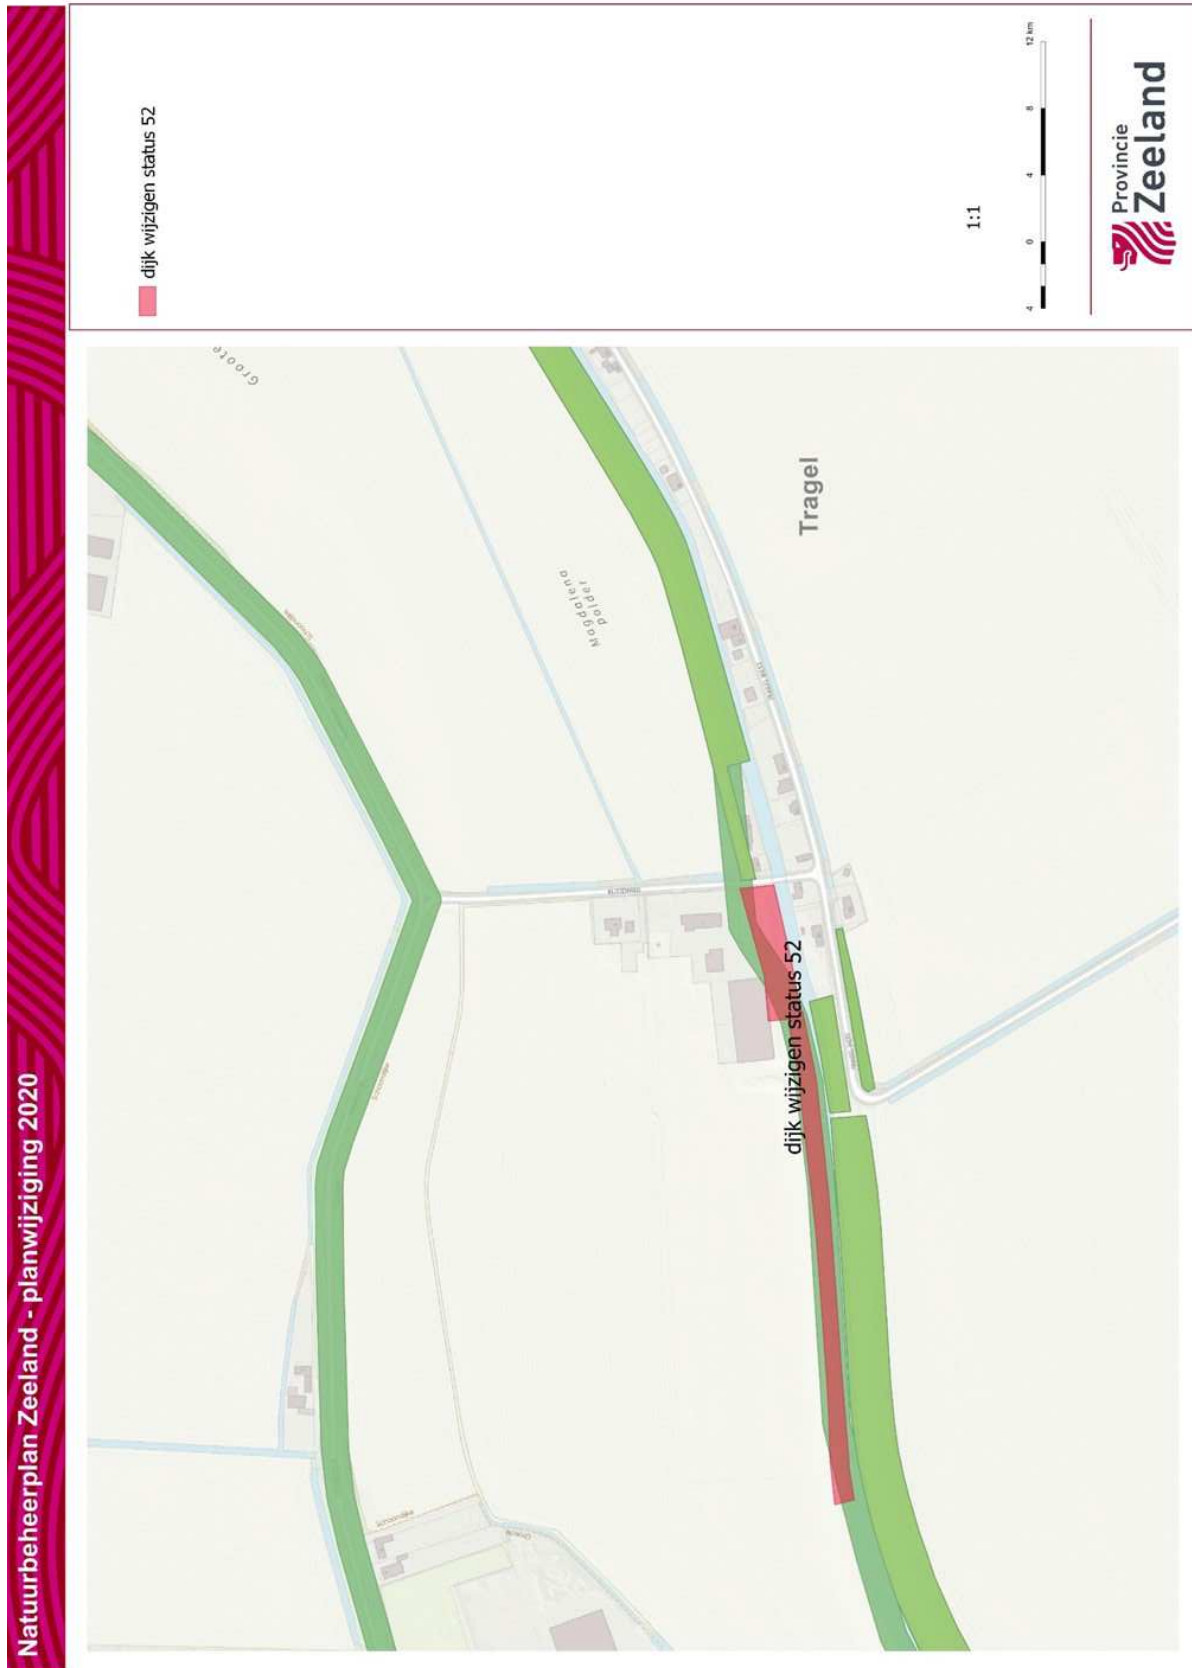 Natuurbeheerplan Zeeland - planwijziging 2020
Groote
Magdalena
polder
Tragel
dijk wijzigen status 52
dijk wijzigen status 52
1:1
4 0 4 8 12 km
Provincie
Zeeland